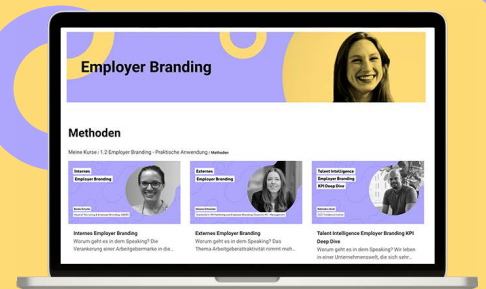 Employer Branding
Methoden
Meine Kurse / 1.2 Employer Branding - Praktische Anwendung / Methoden
Internes
Employer Branding
Externes
Employer Branding
Talent Intelligence
Employer Branding
KPI Deep Dive
Internes Employer Branding
Worum geht es in dem Speaking? Die
Verankerung einer Arbeitgebermarke in die...
Externes Employer Branding
Worum geht es in dem Speaking? Das
Thema Arbeitgeberattraktivität nimmt meh...
Talent Intelligence Employer Branding KPI
Deep Dive
Worum geht es in dem Speaking? Wir leben
in einer Unternehmenswelt, die sich sehr...